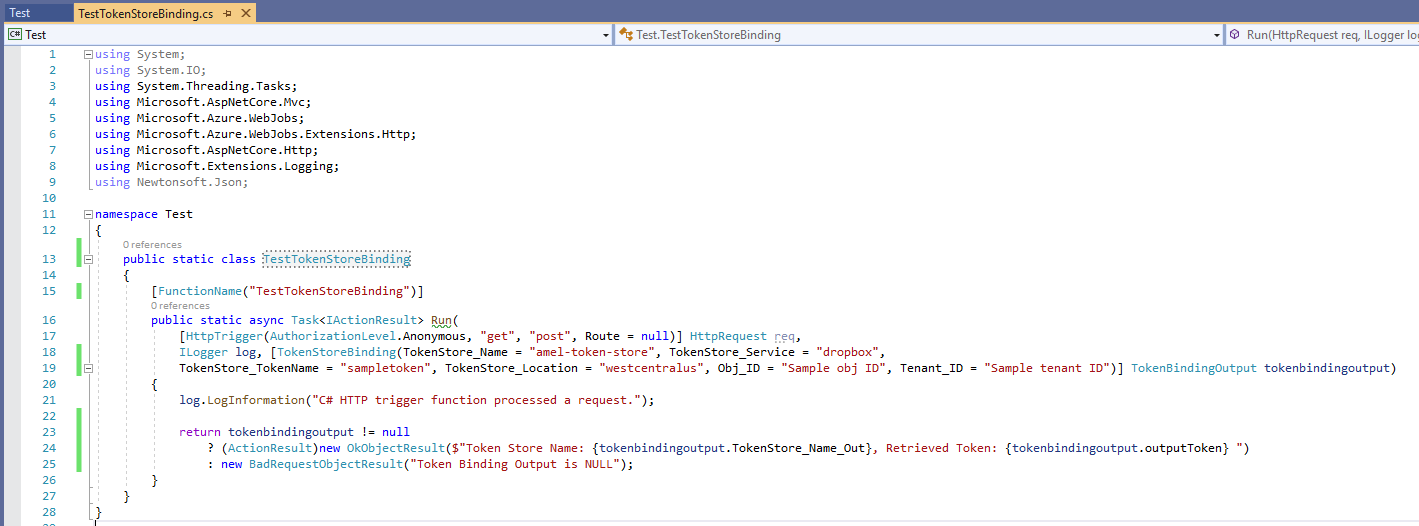 Test
TestTokenStoreBinding.cs
C# Test
Test.TestTokenStoreBinding
Run(HttpRequest req, ILogger log
1 using System;
2 using System.IO;
3 using System.Threading.Tasks;
4 using Microsoft.AspNetCore.Mvc;
5 using Microsoft.Azure.WebJobs;
6 using Microsoft.Azure.WebJobs.Extensions.Http;
7 using Microsoft.AspNetCore.Http;
8 using Microsoft.Extensions.Logging;
9 using Newtonsoft.Json;
10
11 namespace Test
12 {
0 references
13 public static class TestTokenStoreBinding
14 {
15 [FunctionName("TestTokenStoreBinding")]
0 references
16 public static async Task<IActionResult> Run(
17 [HttpTrigger(AuthorizationLevel.Anonymous, "get", "post", Route = null)] HttpRequest req,
18 ILogger log, [TokenStoreBinding(TokenStore_Name = "amel-token-store", TokenStore_Service = "dropbox",
19 TokenStore_TokenName = "sampletoken", TokenStore_Location = "westcentralus", Obj_ID = "Sample obj ID", Tenant_ID = "Sample tenant ID")] TokenBindingOutput tokenbindingoutput)
20 {
21 log.LogInformation("C# HTTP trigger function processed a request.");
22
23 return tokenbindingoutput != null
24 ? (ActionResult)new OkObjectResult($"Token Store Name: {tokenbindingoutput.TokenStore_Name_Out}, Retrieved Token: {tokenbindingoutput.outputToken} ")
25 : new BadRequestObjectResult("Token Binding Output is NULL");
26 }
27 }
28 }